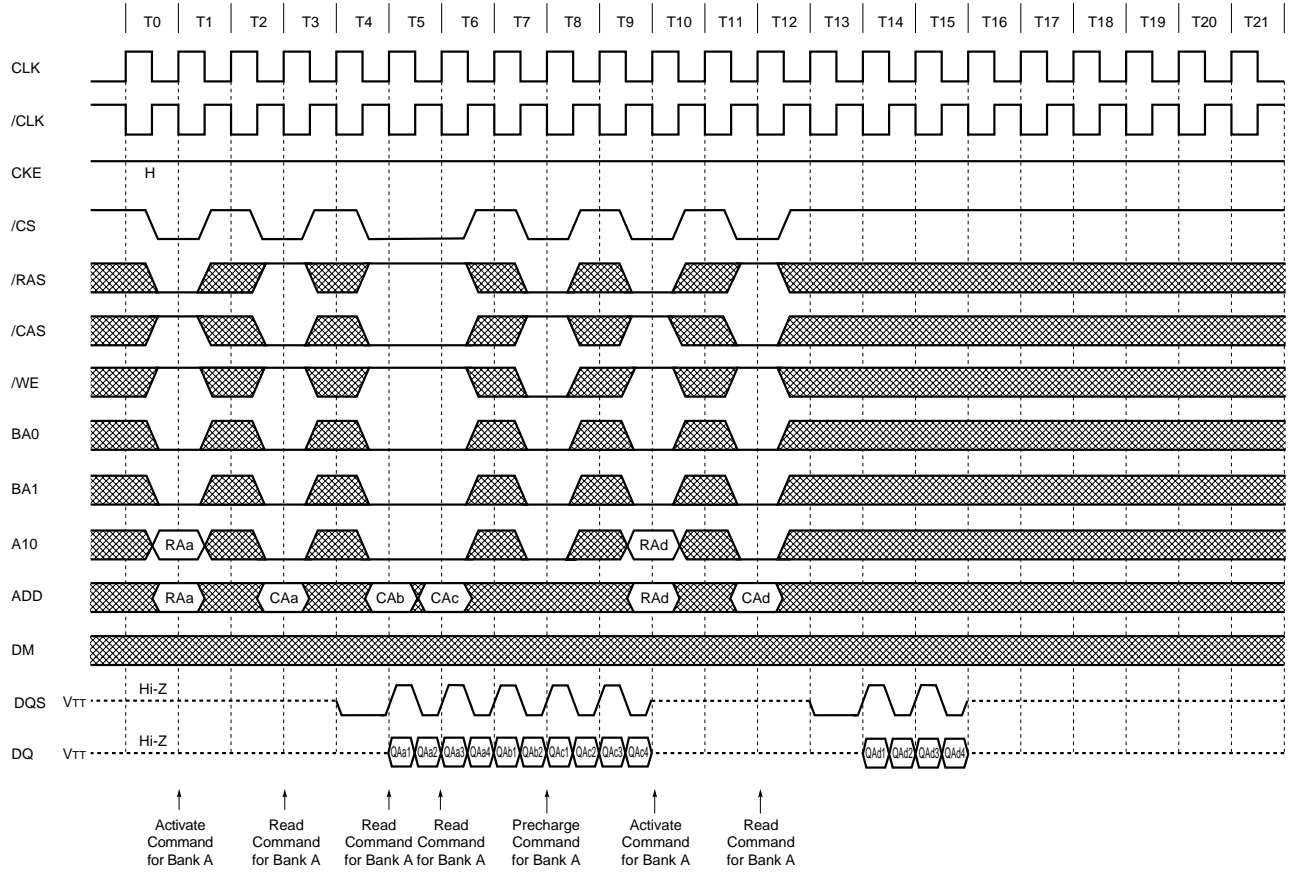 T0 T1 T2 T3 T4 T5 T6 T7 T8 T9 T10 T11 T12 T13 T14 T15 T16 T17 T18 T19 T20 T21
CLK
/CLK
CKE H
/CS
/RAS
/CAS
/WE
BA0
BA1
A10 RAa RAd
ADD RAa CAa CAb CAc RAd CAd
DM
Hi-Z
DQS VTT
Hi-Z
DQ VTT QAa1 QAa2 QAa3 QAa4 QAb1 QAb2 QAc1 QAc2 QAc3 QAc4 QAd1 QAd2 QAd3 QAd4
Activate
Command
for Bank A
Read
Command
for Bank A
Read
Command
for Bank A
Read
Command
for Bank A
Precharge
Command
for Bank A
Activate
Command
for Bank A
Read
Command
for Bank A